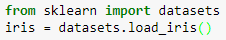 from sklearn import datasets
iris = datasets.load_iris()